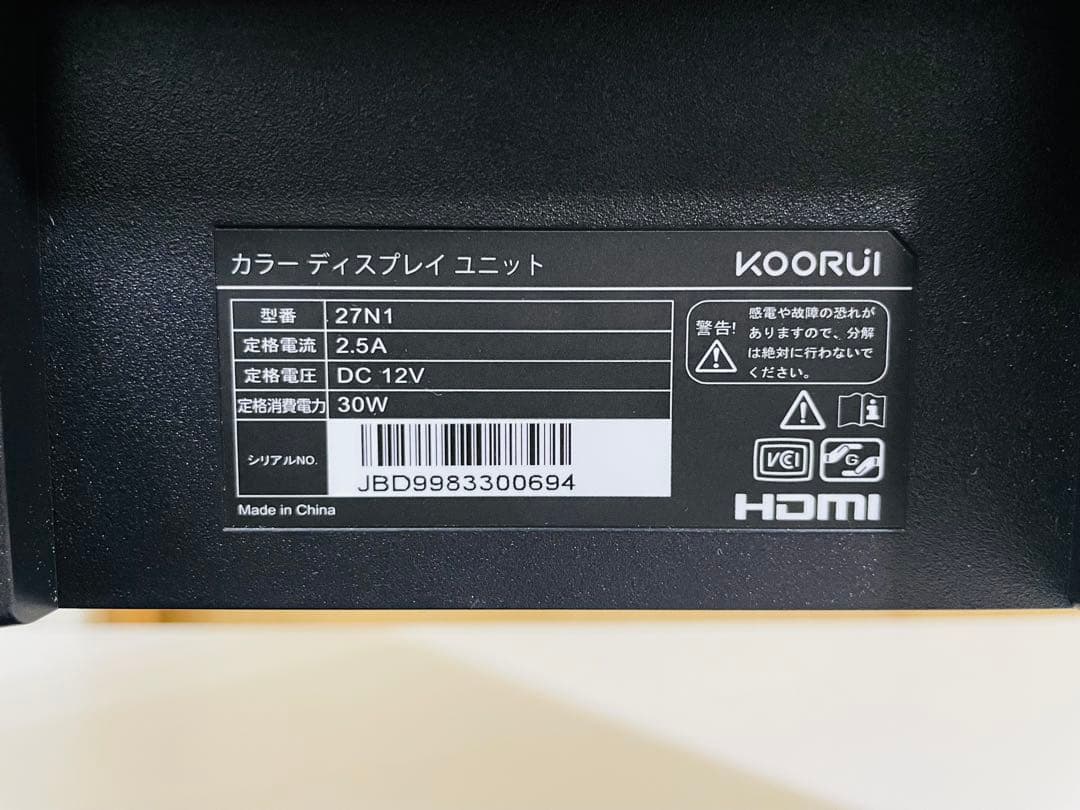 カラー ディスプレイ ユニット
KOORUI
型番 27N1
定格電流 2.5A
定格電圧 DC 12V
定格消費電力 30W
シリアルNO. JBD9983300694
Made in China
警告!
感電や故障の恐れが
ありますので、分解
は絶対に行わないで
ください。
VCCI
G
HDMI